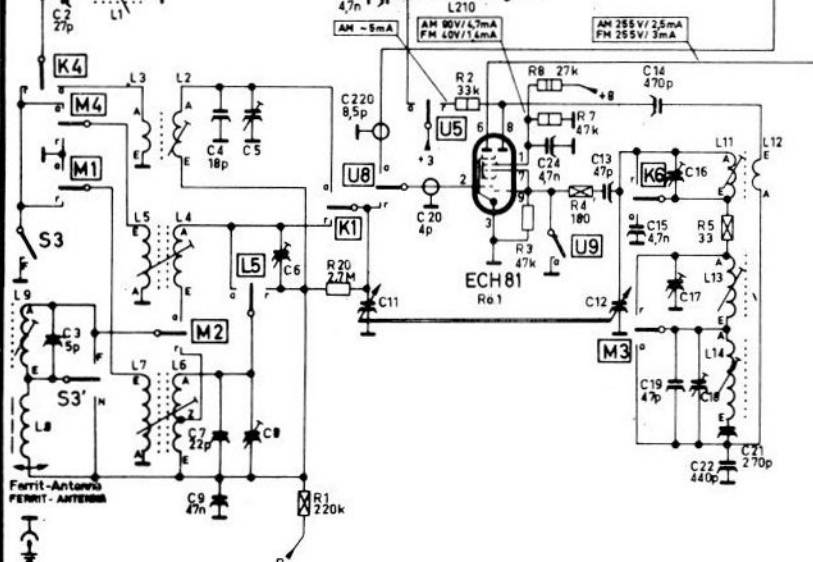 C2
27p
L1
4,7n
L210
AM ~5mA
AM 90V/4,7mA
FM 40V/1,4mA
AM 255V/2,5mA
FM 255V/3mA
K4
L3
L2
M4
A
A
E
E
C4
18p
C5
C220
8,5p
R2
33k
U5
+3
R8 27k
+8
R7
47k
C14
470p
6
8
1
7
2
9
3
C24
4,7n
C13
47p
L11
L12
K6
C16
A
E
E
A
M1
U8
K1
C20
4p
R4
180
R3
47k
U9
ECH81
Rö.1
C15
4,7n
R5
33
S3
L5
L4
E
A
A
E
C6
L5
R20
2,7M
C11
C12
C17
L13
A
E
L9
A
E
C3
5p
F
M2
M3
L14
A
E
S3'
L7
L6
E
A
A
E
Z
C19
47p
C18
L8
N
C7
22p
C8
C21
270p
C22
440p
Ferrit-Antenna
FERRIT-ANTENNA
C9
47n
R1
220k